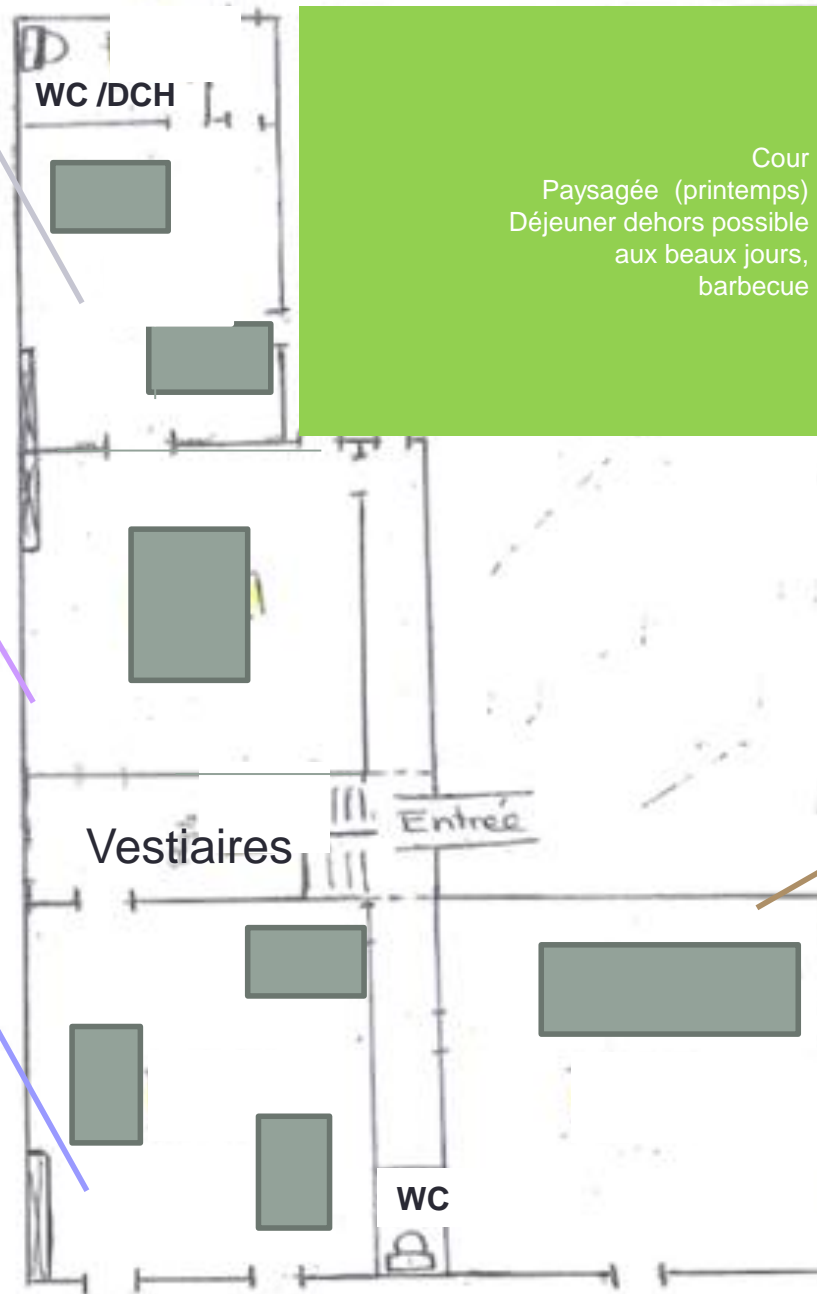 WC /DCH
Cour
Paysagée (printemps)
Déjeuner dehors possible
aux beaux jours,
barbecue
Entrée
Vestiaires
WC